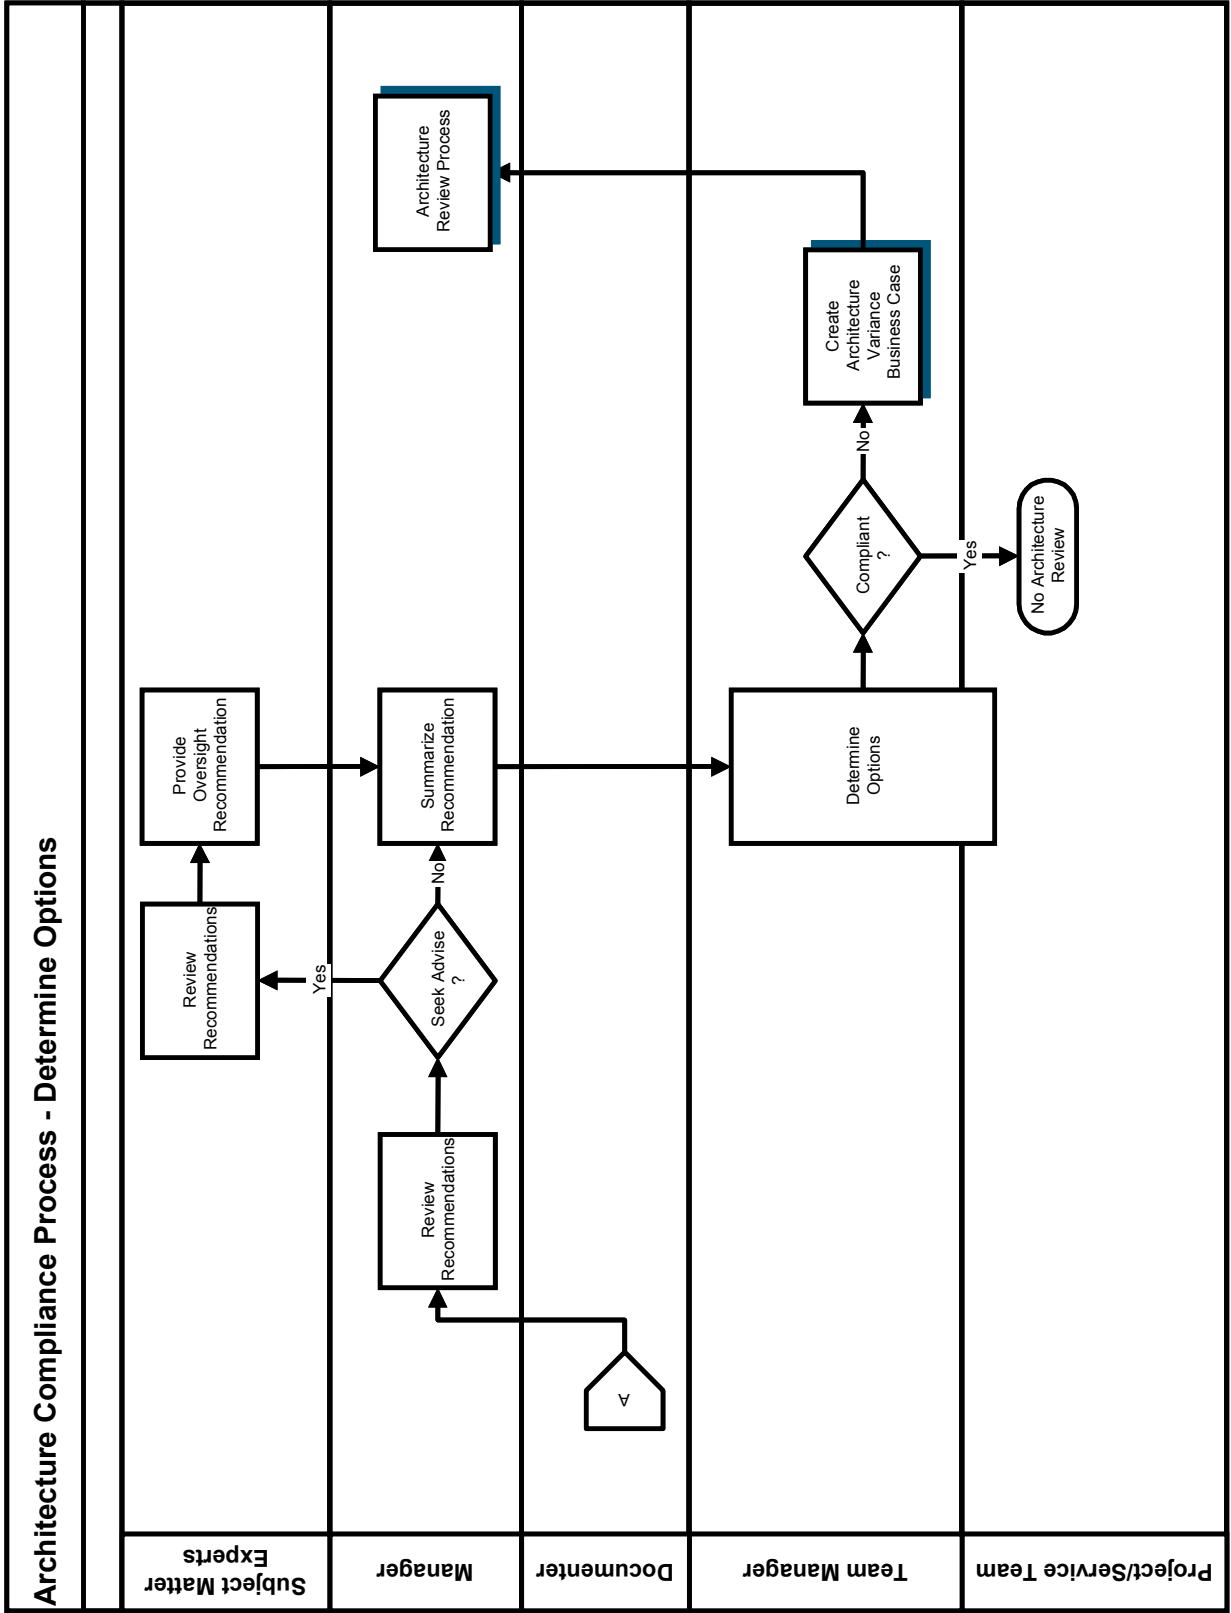 Architecture Compliance Process - Determine Options
Subject Matter
Experts
Review
Recommendations
Provide
Oversight
Recommendation
Manager
Review
Recommendations
Seek Advise
?
Yes
No
Summarize
Recommendation
Architecture
Review Process
Documenter
A
Team Manager
Determine
Options
Compliant
?
No
Yes
Create
Architecture
Variance
Business Case
Project/Service Team
No Architecture
Review